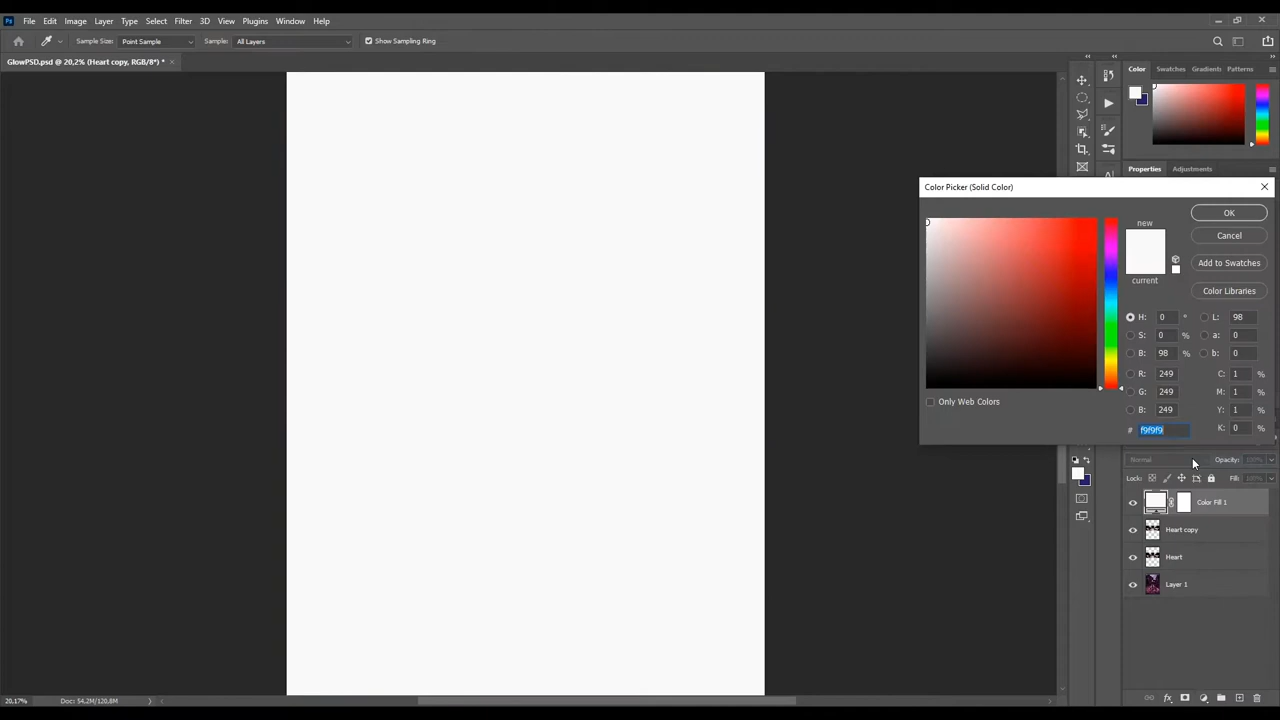 Ps File Edit Image Layer Type Select Filter 3D View Plugins Window Help
Sample Size: Point Sample Sample: All Layers Show Sampling Ring
GlowPSD.psd @ 20,2% (Heart copy, RGB/8*) * ×
Color Swatches Gradients Patterns
Properties Adjustments
Color Picker (Solid Color)
OK
new
Cancel
Add to Swatches
current
Color Libraries
H: 0 ° L: 98
S: 0 % a: 0
B: 98 % b: 0
R: 249 C: 1 %
G: 249 M: 1 %
Only Web Colors
B: 249 Y: 1 %
# f9f9f9 K: 0 %
Normal Opacity: 100%
Lock: Fill: 100%
Color Fill 1
Heart copy
Heart
Layer 1
20,17% Doc: 54,2M/120,8M
fx